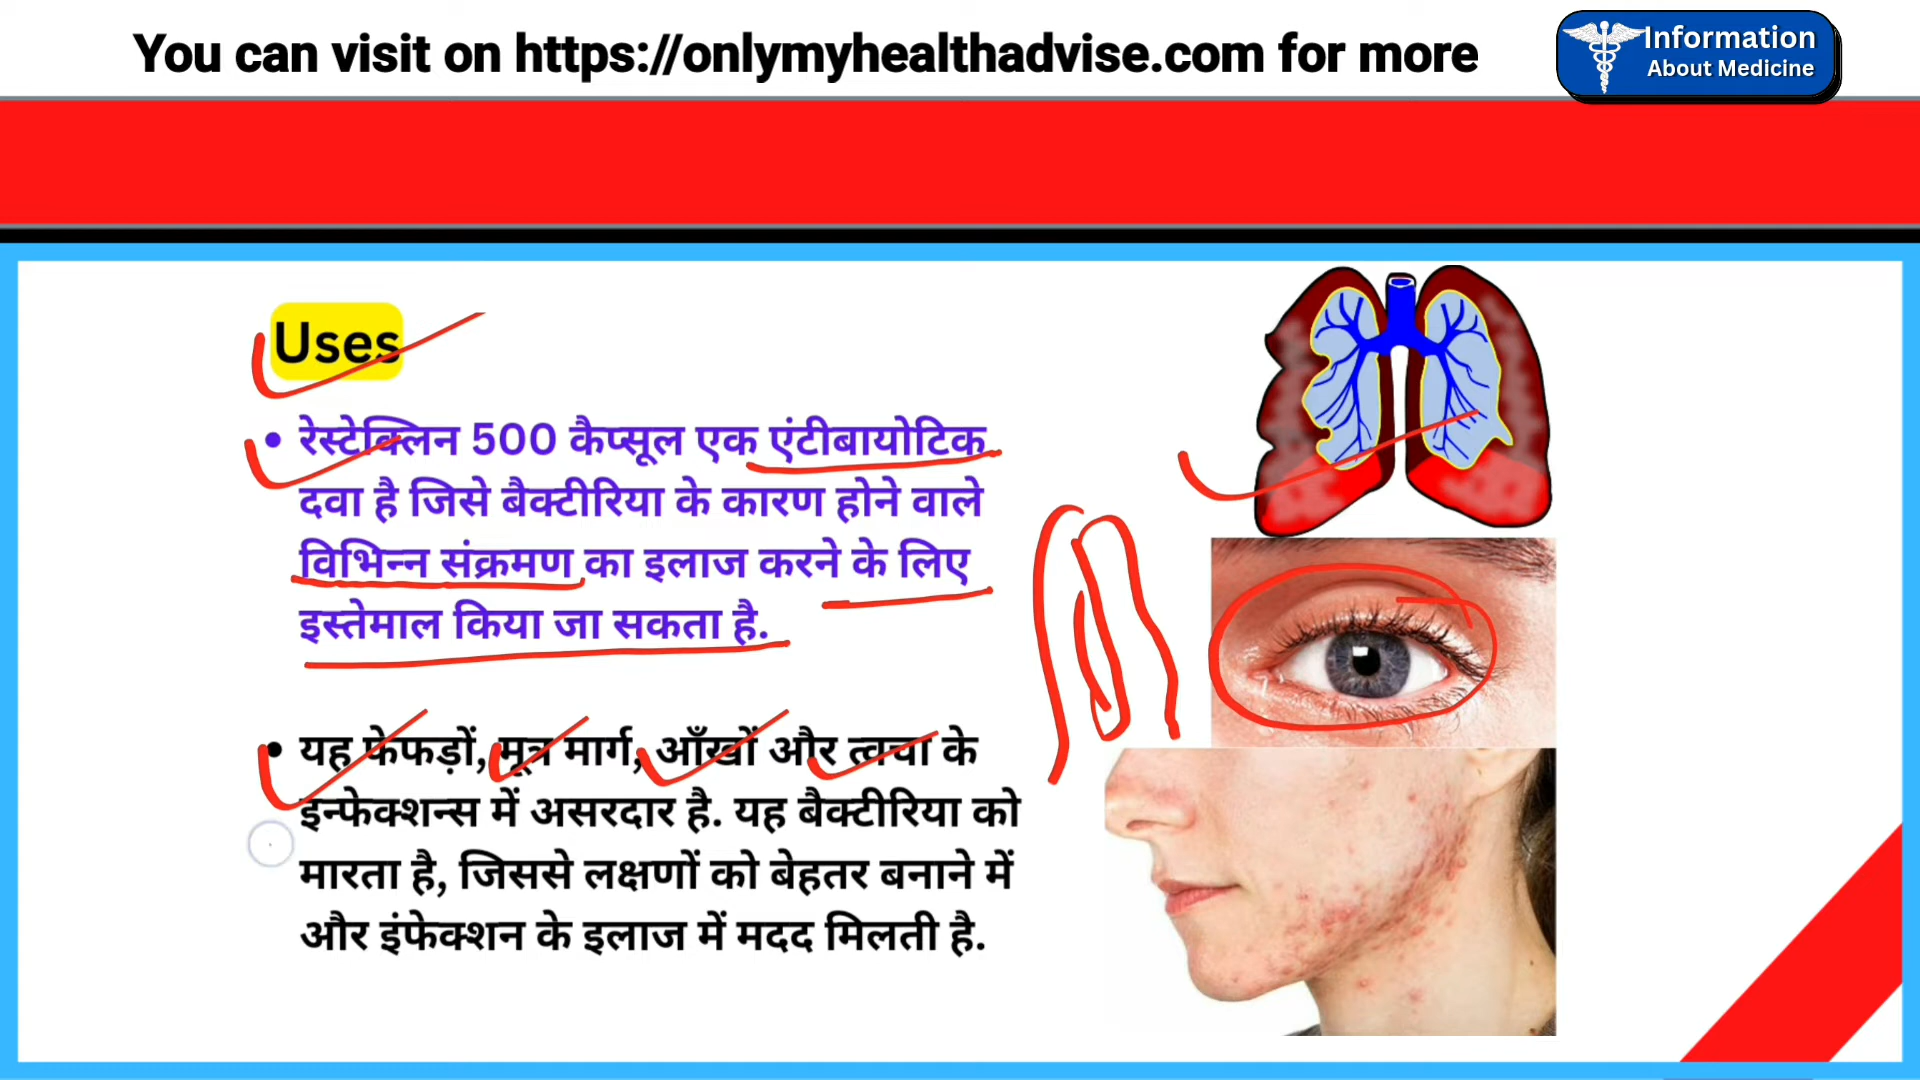 You can visit on https://onlymyhealthadvise.com for more
Information
About Medicine
Uses
• रेस्टेक्लिन 500 कैप्सूल एक एंटीबायोटिक
दवा है जिसे बैक्टीरिया के कारण होने वाले
विभिन्न संक्रमण का इलाज करने के लिए
इस्तेमाल किया जा सकता है.
• यह फेफड़ों, मूत्र मार्ग, आँखों और त्वचा के
इन्फेक्शन्स में असरदार है. यह बैक्टीरिया को
मारता है, जिससे लक्षणों को बेहतर बनाने में
और इंफेक्शन के इलाज में मदद मिलती है.